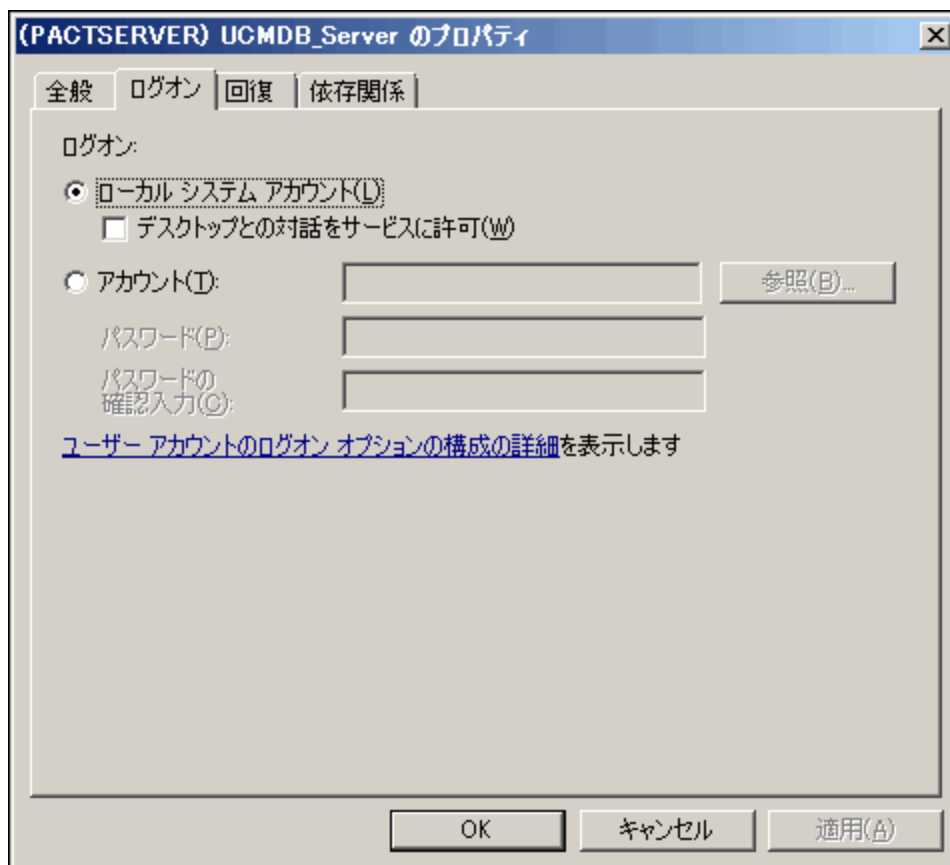 (PACTSERVER) UCMDB_Server のプロパティ
全般 ログオン 回復 依存関係
ログオン:
ローカル システム アカウント(L)
デスクトップとの対話をサービスに許可(W)
アカウント(T): 参照(B)...
パスワード(P):
パスワードの
確認入力(C):
ユーザー アカウントのログオン オプションの構成の詳細を表示します
OK キャンセル 適用(A)